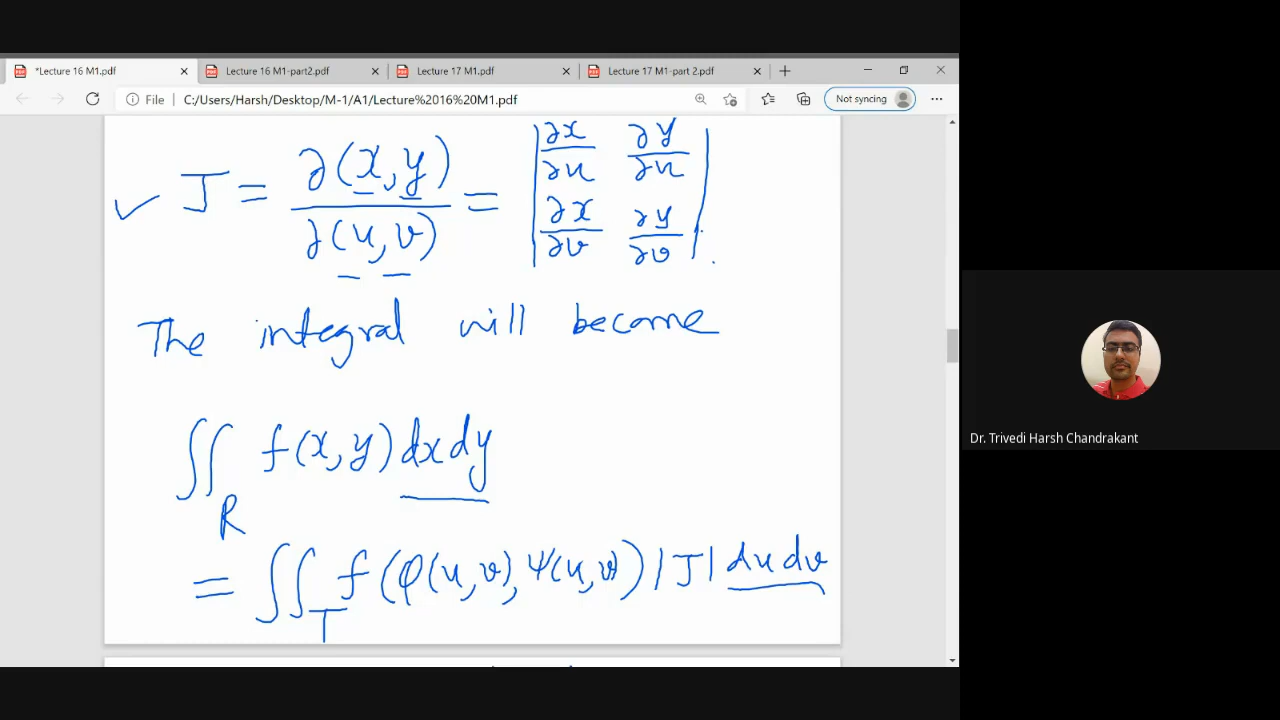 *Lecture 16 M1.pdf Lecture 16 M1-part2.pdf Lecture 17 M1.pdf Lecture 17 M1-part 2.pdf
File C:/Users/Harsh/Desktop/M-1/A1/Lecture%2016%20M1.pdf Not syncing
✓ J = ∂(x, y)/∂(u, v) = | ∂x/∂u ∂y/∂u |
| ∂x/∂v ∂y/∂v | .
The integral will become
∬_R f(x, y) dx dy
= ∬_T f(φ(u, v), ψ(u, v)) |J| du dv
Dr. Trivedi Harsh Chandrakant